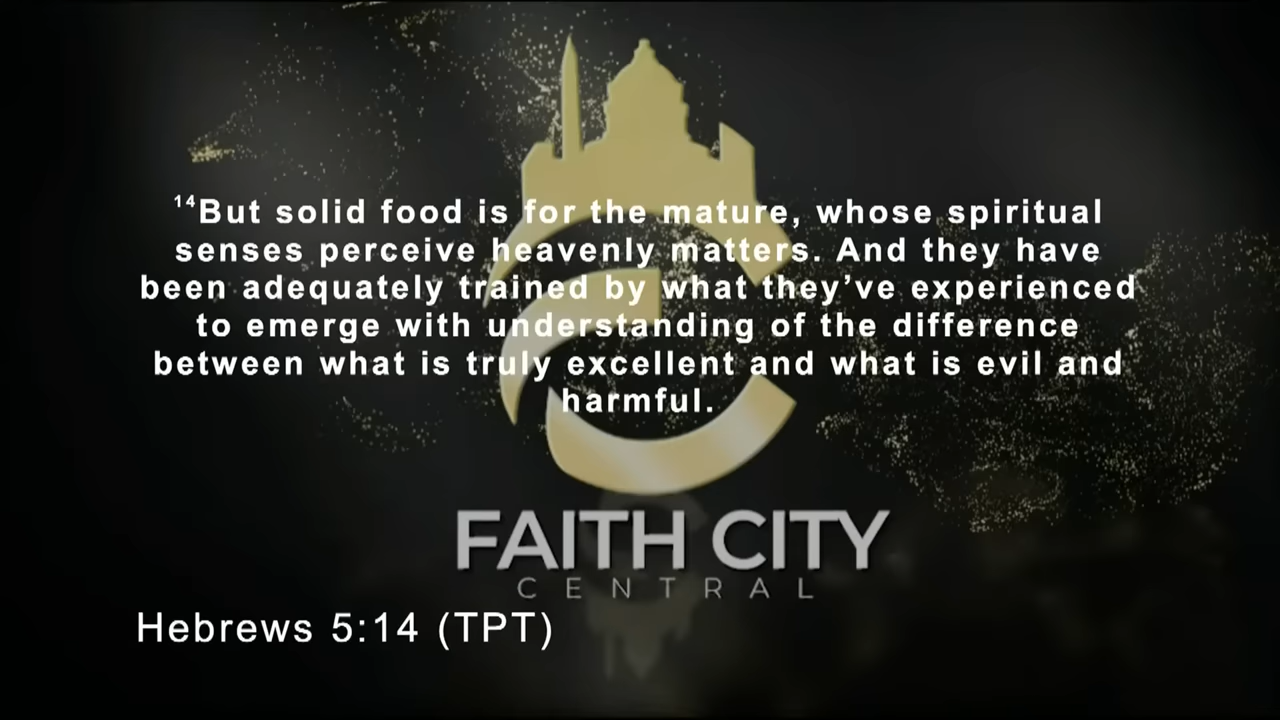 ¹⁴But solid food is for the mature, whose spiritual
senses perceive heavenly matters. And they have
been adequately trained by what they’ve experienced
to emerge with understanding of the difference
between what is truly excellent and what is evil and
harmful.
FAITH CITY
CENTRAL
Hebrews 5:14 (TPT)